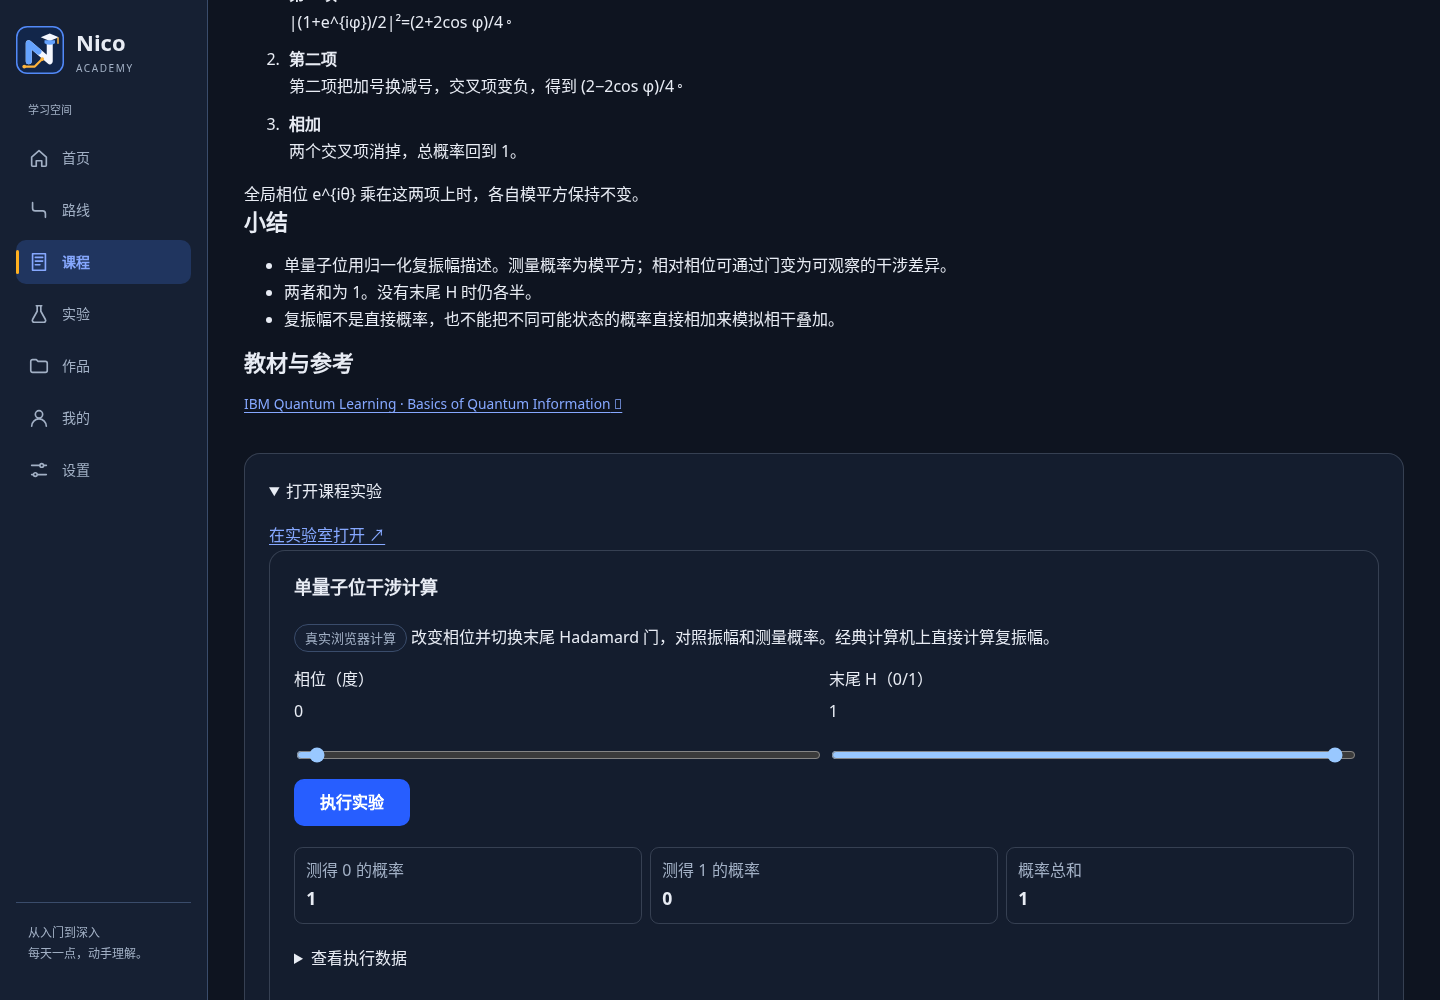 Nico
ACADEMY
学习空间
首页
路线
课程
实验
作品
我的
设置
从入门到深入
每天一点，动手理解。
|(1+e^{iφ})/2|²=(2+2cos φ)/4。
2. 第二项
第二项把加号换减号，交叉项变负，得到 (2−2cos φ)/4。
3. 相加
两个交叉项消掉，总概率回到 1。
全局相位 e^{iθ} 乘在这两项上时，各自模平方保持不变。
小结
• 单量子位用归一化复振幅描述。测量概率为模平方；相对相位可通过门变为可观察的干涉差异。
• 两者和为 1。没有末尾 H 时仍各半。
• 复振幅不是直接概率，也不能把不同可能状态的概率直接相加来模拟相干叠加。
教材与参考
IBM Quantum Learning · Basics of Quantum Information
▼ 打开课程实验
在实验室打开 ↗
单量子位干涉计算
真实浏览器计算 改变相位并切换末尾 Hadamard 门，对照振幅和测量概率。经典计算机上直接计算复振幅。
相位（度）
0
末尾 H（0/1）
1
执行实验
测得 0 的概率
1
测得 1 的概率
0
概率总和
1
▶ 查看执行数据